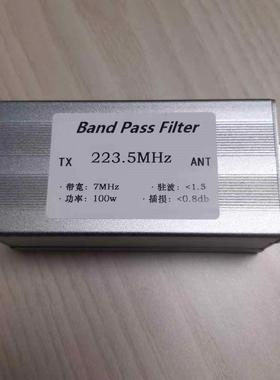 Band Pass Filter
TX 223.5MHz ANT
· 带宽: 7MHz · 驻波: <1.5
· 功率: 100w · 插损: <0.8db